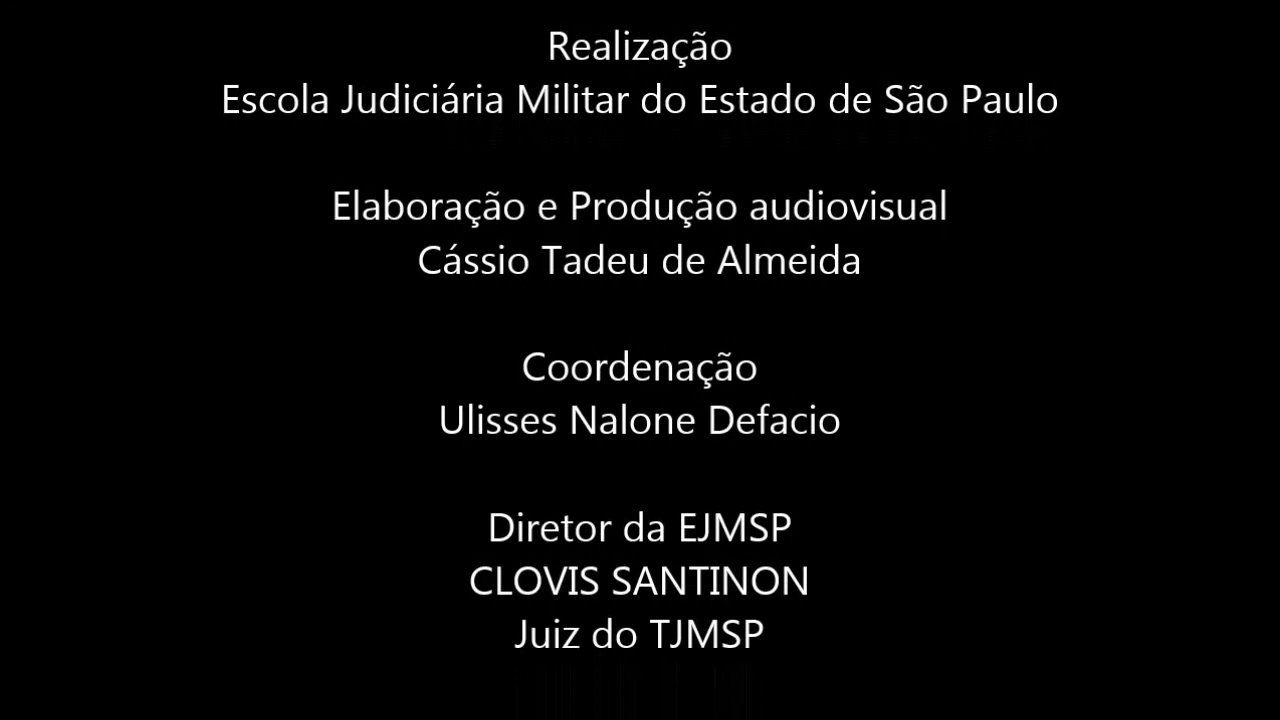 Realização
Escola Judiciária Militar do Estado de São Paulo
Elaboração e Produção audiovisual
Cássio Tadeu de Almeida
Coordenação
Ulisses Nalone Defacio
Diretor da EJMSP
CLOVIS SANTINON
Juiz do TJMSP